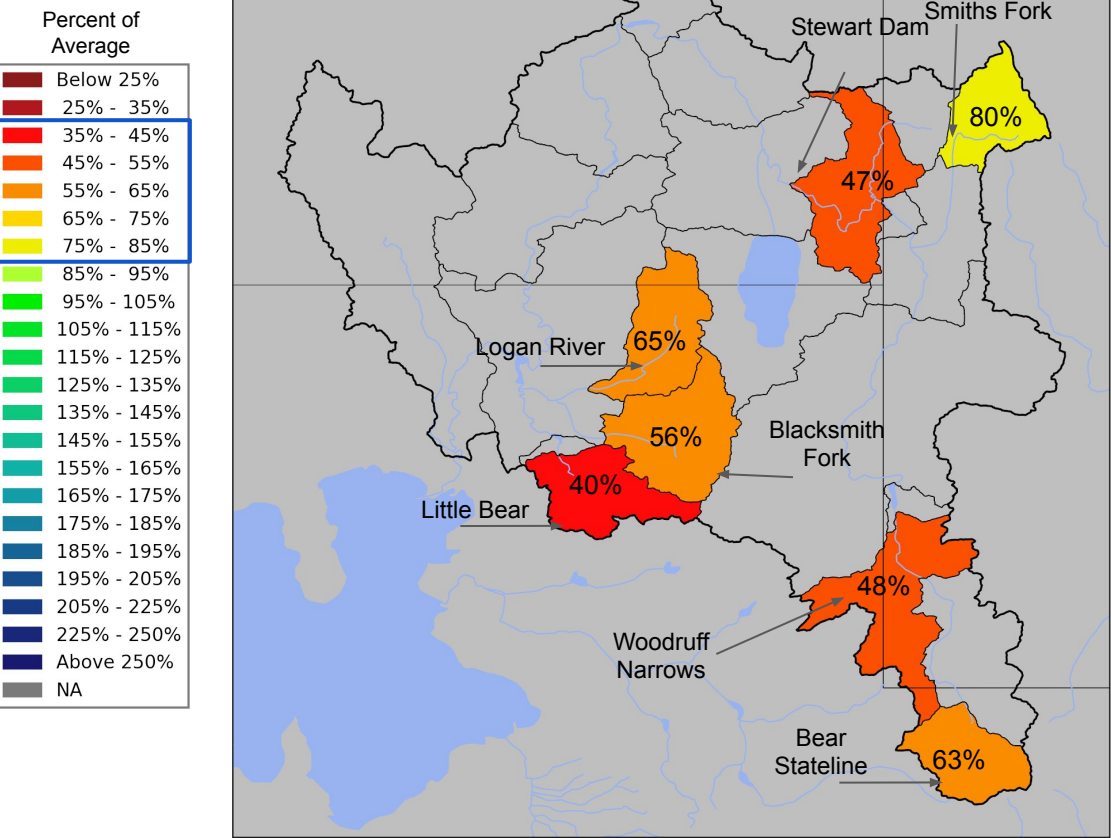 Percent of
Average
Below 25%
25% - 35%
35% - 45%
45% - 55%
55% - 65%
65% - 75%
75% - 85%
85% - 95%
95% - 105%
105% - 115%
115% - 125%
125% - 135%
135% - 145%
145% - 155%
155% - 165%
165% - 175%
175% - 185%
185% - 195%
195% - 205%
205% - 225%
225% - 250%
Above 250%
NA
Smiths Fork
Stewart Dam
80%
47%
65%
Logan River
56%
Blacksmith
Fork
40%
Little Bear
48%
Woodruff
Narrows
Bear
Stateline
63%